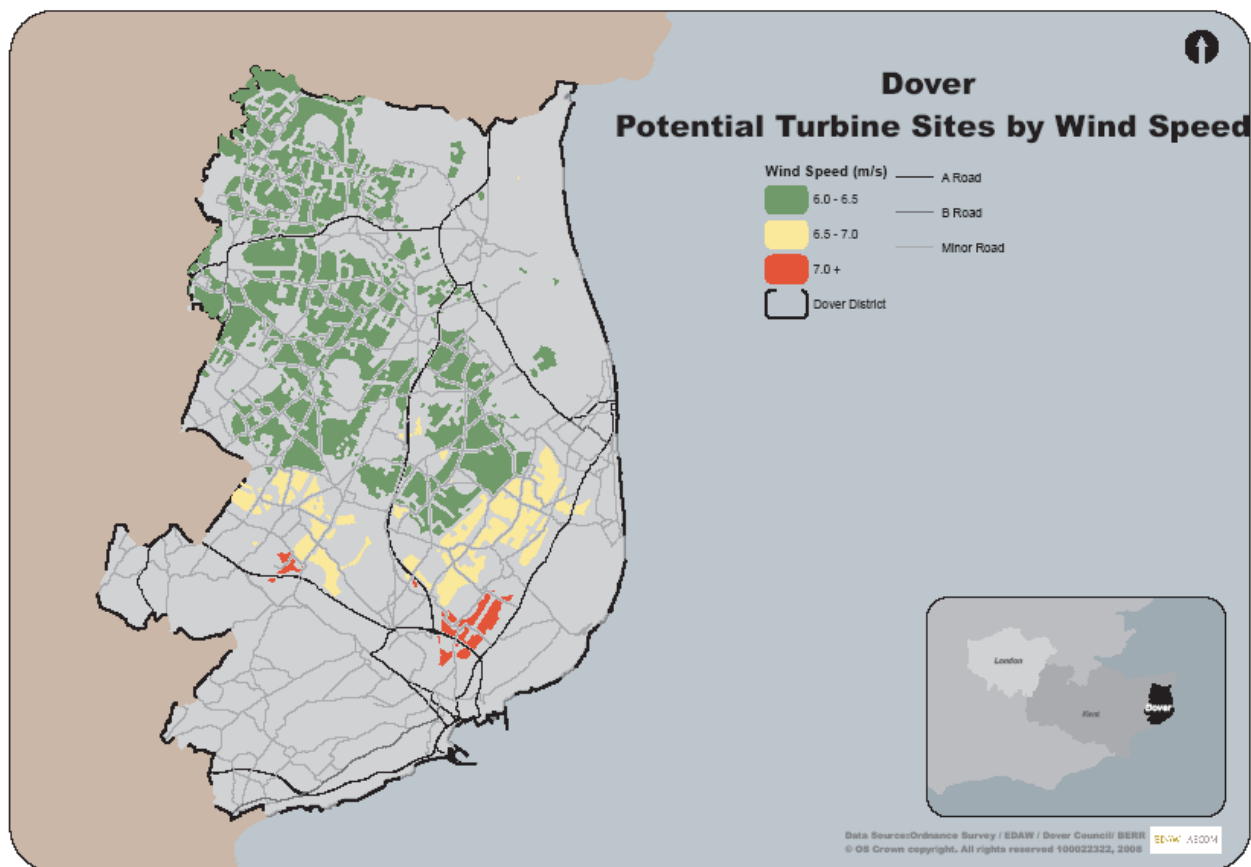 Dover
Potential Turbine Sites by Wind Speed
Wind Speed (m/s)
6.0 - 6.5
6.5 - 7.0
7.0 +
Dover District
A Road
B Road
Minor Road
London
Kent
Dover
Data Source:Ordnance Survey / EDAW / Dover Council/ BERR
© OS Crown copyright. All rights reserved 100022322, 2008
EDAW AECOM